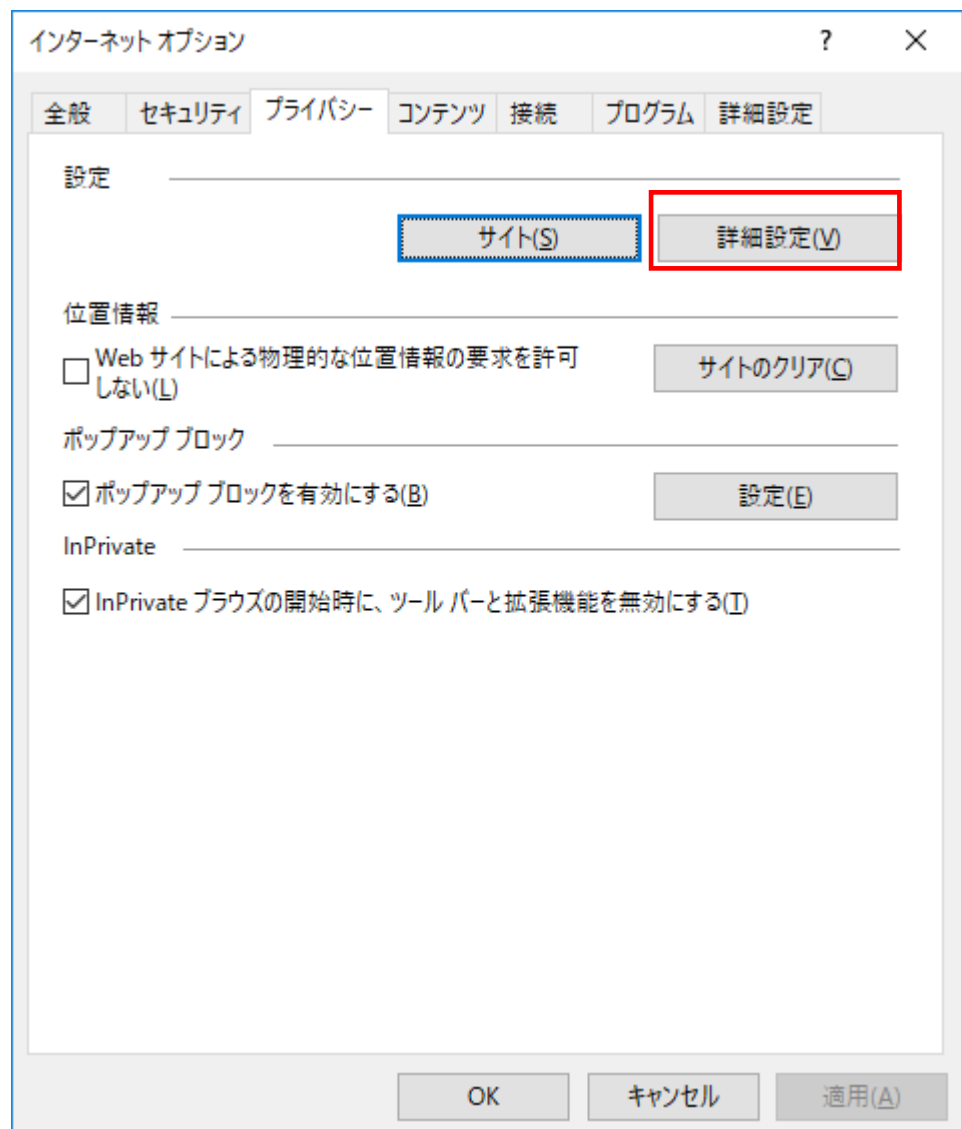 インターネット オプション ?
全般 セキュリティ プライバシー コンテンツ 接続 プログラム 詳細設定
設定
サイト(S) 詳細設定(V)
位置情報
Web サイトによる物理的な位置情報の要求を許可
しない(L)
サイトのクリア(C)
ポップアップ ブロック
ポップアップ ブロックを有効にする(B) 設定(E)
InPrivate
InPrivate ブラウズの開始時に、ツール バーと拡張機能を無効にする(T)
OK キャンセル 適用(A)